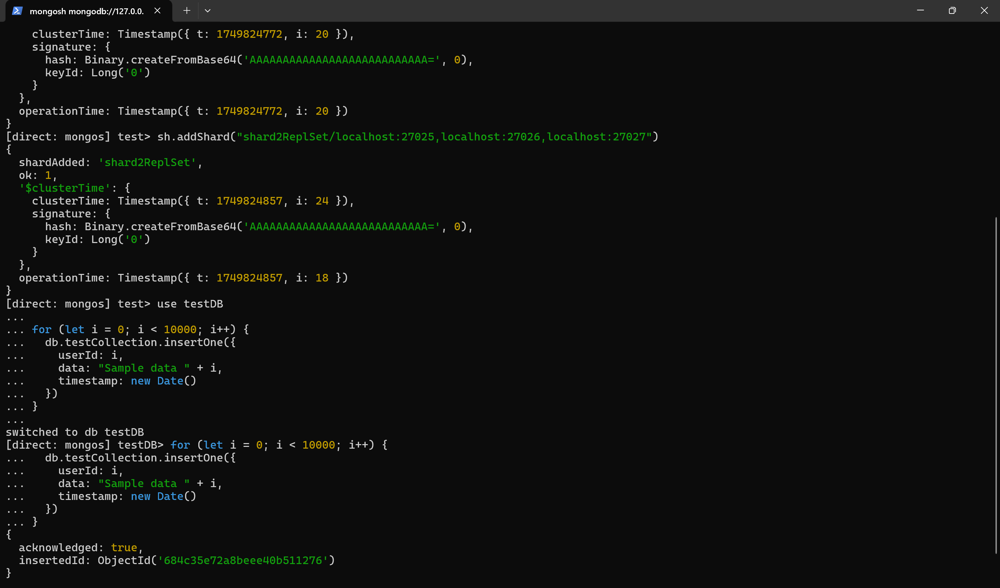 mongosh mongodb://127.0.0.
    clusterTime: Timestamp({ t: 1749824772, i: 20 }),
    signature: {
      hash: Binary.createFromBase64('AAAAAAAAAAAAAAAAAAAAAAAAAAA=', 0),
      keyId: Long('0')
    }
  },
  operationTime: Timestamp({ t: 1749824772, i: 20 })
}
[direct: mongos] test> sh.addShard("shard2ReplSet/localhost:27025,localhost:27026,localhost:27027")
{
  shardAdded: 'shard2ReplSet',
  ok: 1,
  '$clusterTime': {
    clusterTime: Timestamp({ t: 1749824857, i: 24 }),
    signature: {
      hash: Binary.createFromBase64('AAAAAAAAAAAAAAAAAAAAAAAAAAA=', 0),
      keyId: Long('0')
    }
  },
  operationTime: Timestamp({ t: 1749824857, i: 18 })
}
[direct: mongos] test> use testDB
...
... for (let i = 0; i < 10000; i++) {
...   db.testCollection.insertOne({
...     userId: i,
...     data: "Sample data " + i,
...     timestamp: new Date()
...   })
... }
...
switched to db testDB
[direct: mongos] testDB> for (let i = 0; i < 10000; i++) {
...   db.testCollection.insertOne({
...     userId: i,
...     data: "Sample data " + i,
...     timestamp: new Date()
...   })
... }
{
  acknowledged: true,
  insertedId: ObjectId('684c35e72a8beee40b511276')
}